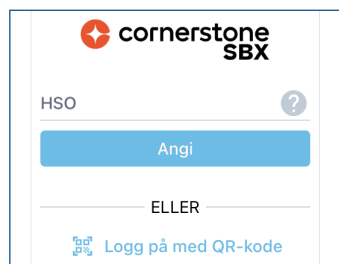 cornerstone
SBX
HSO
?
Angi
ELLER
Logg på med QR-kode